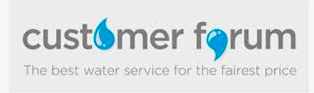 customer forum
The best water service for the fairest price